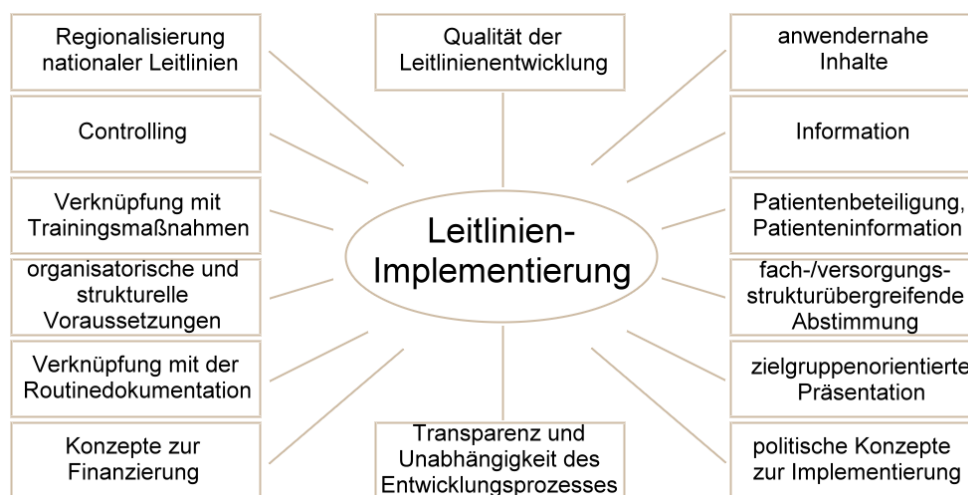 Regionalisierung
nationaler Leitlinien
Qualität der
Leitlinienentwicklung
anwendernahe
Inhalte
Controlling
Information
Verknüpfung mit
Trainingsmaßnahmen
Leitlinien-
Implementierung
Patientenbeteiligung,
Patienteninformation
organisatorische und
strukturelle
Voraussetzungen
fach-/versorgungs-
strukturübergreifende
Abstimmung
Verknüpfung mit der
Routinedokumentation
zielgruppenorientierte
Präsentation
Konzepte zur
Finanzierung
Transparenz und
Unabhängigkeit des
Entwicklungsprozesses
politische Konzepte
zur Implementierung